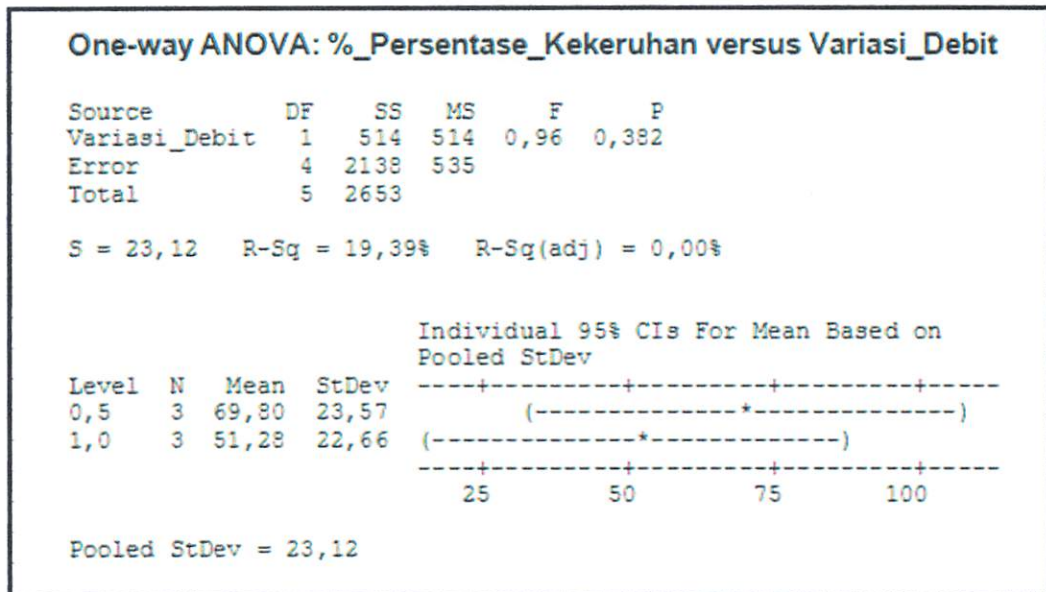 One-way ANOVA: %_Persentase_Kekeruhan versus Variasi_Debit
Source DF SS MS F P
Variasi_Debit 1 514 514 0,96 0,382
Error 4 2138 535
Total 5 2653
S = 23,12 R-Sq = 19,39% R-Sq(adj) = 0,00%
Individual 95% CIs For Mean Based on
Pooled StDev
Level N Mean StDev ----+---------+---------+---------+-----
0,5 3 69,80 23,57 (--------------*--------------)
1,0 3 51,28 22,66 (--------------*-------------)
----+---------+---------+---------+-----
25 50 75 100
Pooled StDev = 23,12